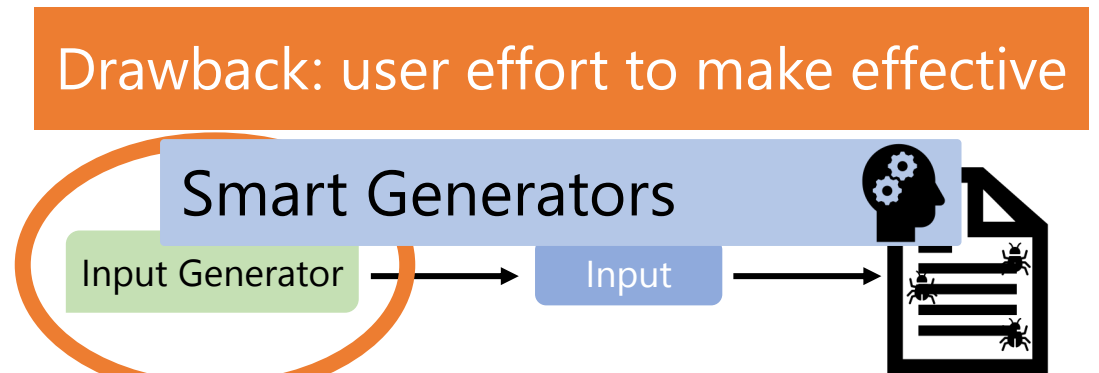 Drawback: user effort to make effective
Smart Generators
Input Generator
Input